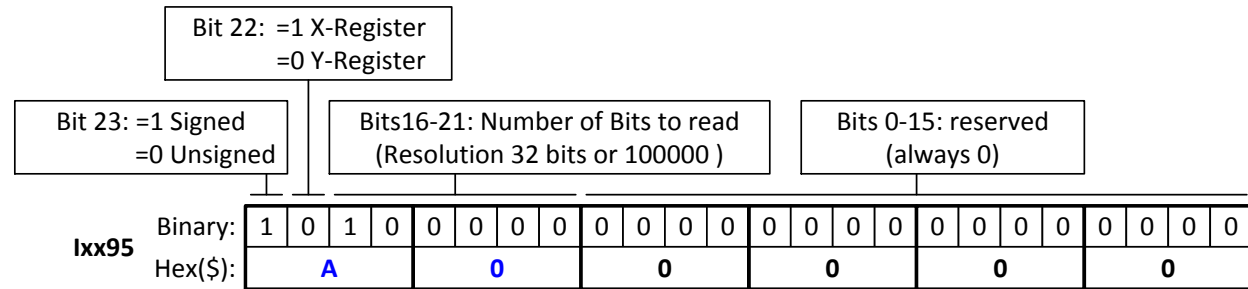 Bit 22: =1 X-Register
=0 Y-Register
Bit 23: =1 Signed
=0 Unsigned
Bits16-21: Number of Bits to read
(Resolution 32 bits or 100000 )
Bits 0-15: reserved
(always 0)
Ixx95
Binary: 1 0 1 0 0 0 0 0 0 0 0 0 0 0 0 0 0 0 0 0 0 0 0 0
Hex($): A 0 0 0 0 0